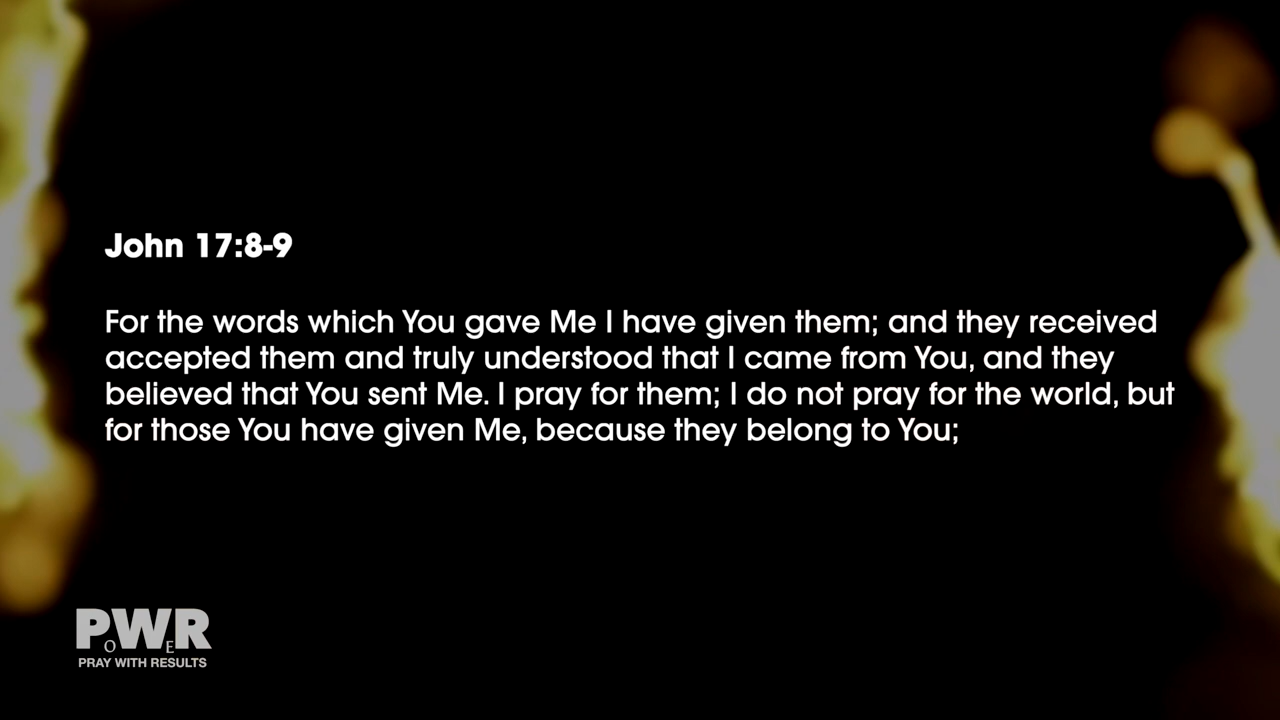 John 17:8-9
For the words which You gave Me I have given them; and they received
accepted them and truly understood that I came from You, and they
believed that You sent Me. I pray for them; I do not pray for the world, but
for those You have given Me, because they belong to You;
POWER
PRAY WITH RESULTS